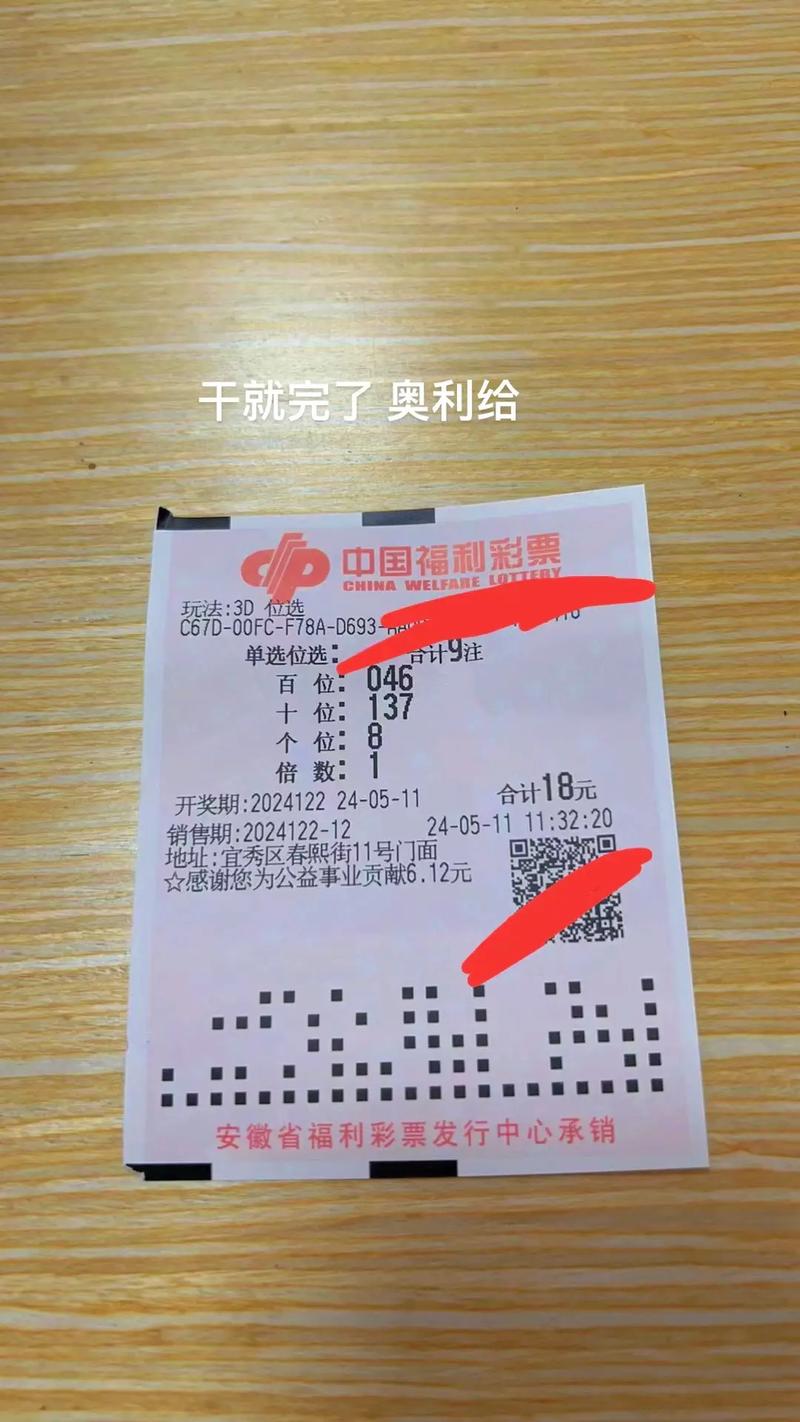 干就完了 奥利给
中国福利彩票
CHINA WELFARE LOTTERY
玩法:3D 位选
C67D-00FC-F78A-D693-
单选位选: 合计9注
百 位: 046
十 位: 137
个 位: 8
倍 数: 1
开奖期:2024122 24-05-11 合计18元
销售期:2024122-12 24-05-11 11:32:20
地址:宜秀区春熙街11号门面
☆感谢您为公益事业贡献6.12元
安徽省福利彩票发行中心承销